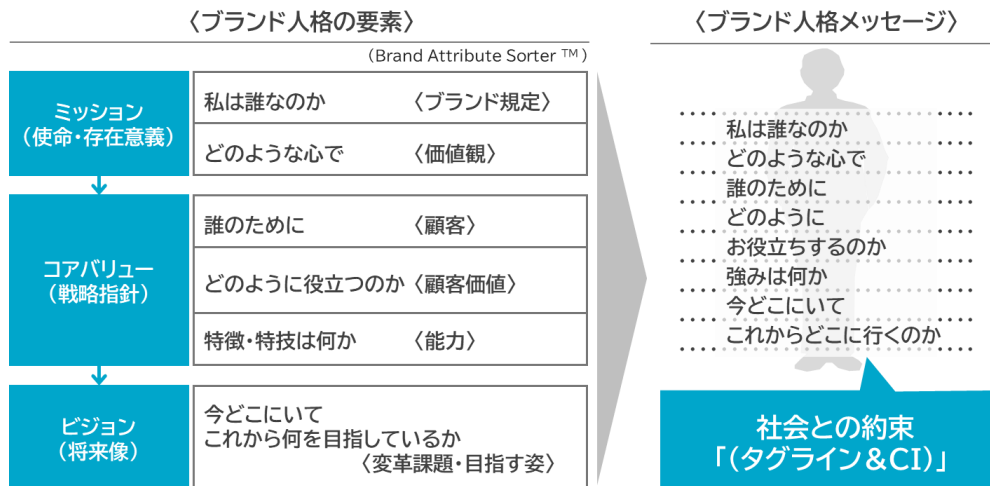 〈ブランド人格の要素〉
(Brand Attribute Sorter ™)
ミッション
(使命・存在意義)
私は誰なのか 〈ブランド規定〉
どのような心で 〈価値観〉
コアバリュー
(戦略指針)
誰のために 〈顧客〉
どのように役立つのか〈顧客価値〉
特徴・特技は何か 〈能力〉
ビジョン
(将来像)
今どこにいて
これから何を目指しているか
〈変革課題・目指す姿〉
〈ブランド人格メッセージ〉
私は誰なのか
どのような心で
誰のために
どのように
お役立ちするのか
強みは何か
今どこにいて
これからどこに行くのか
社会との約束
「(タグライン&CI)」